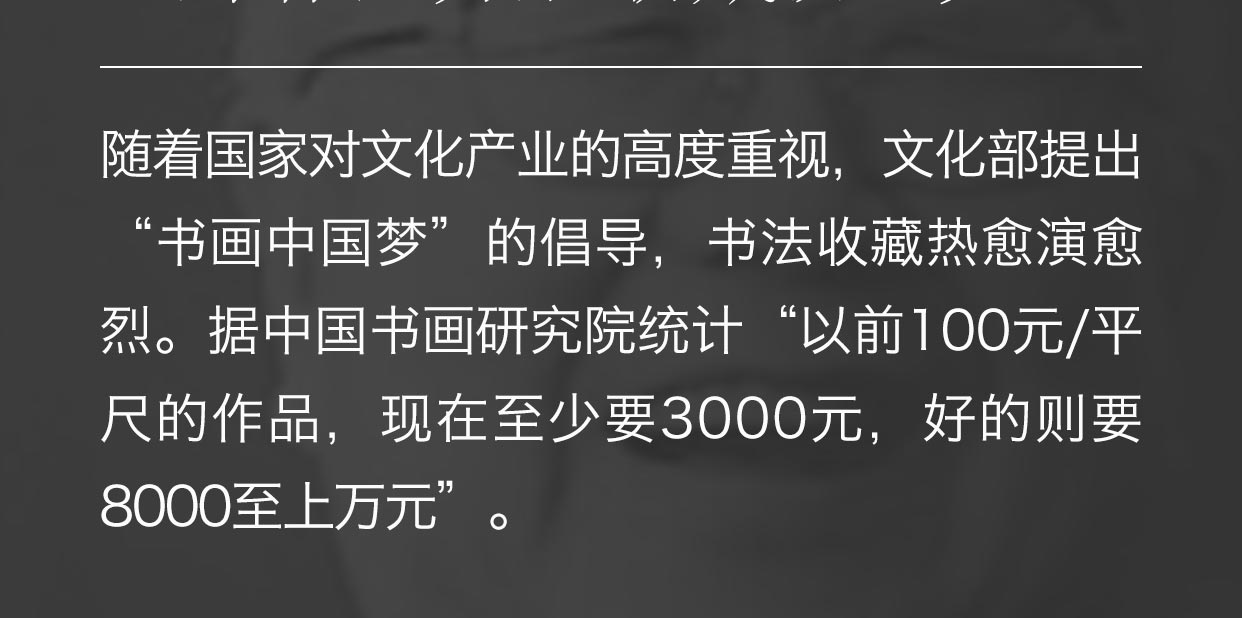 随着国家对文化产业的高度重视，文化部提出
“书画中国梦”的倡导，书法收藏热愈演愈
烈。据中国书画研究院统计“以前100元/平
尺的作品，现在至少要3000元，好的则要
8000至上万元”。